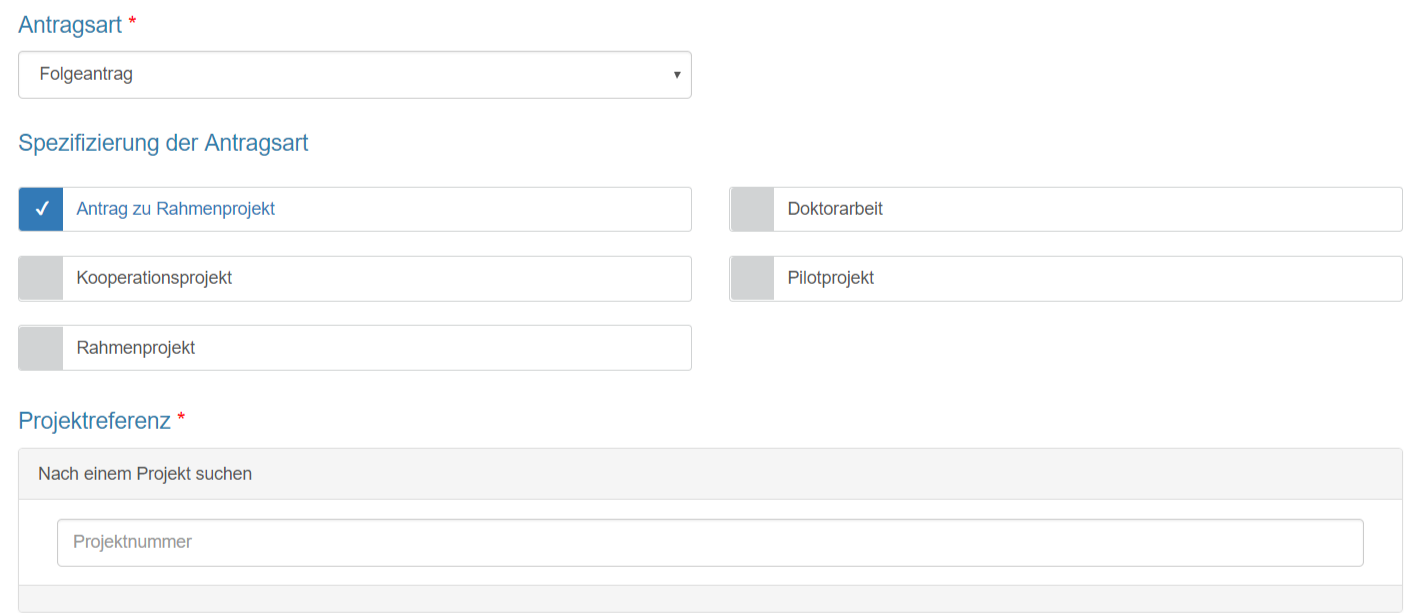 Antragsart *
Folgeantrag
Spezifizierung der Antragsart
Antrag zu Rahmenprojekt
Doktorarbeit
Kooperationsprojekt
Pilotprojekt
Rahmenprojekt
Projektreferenz *
Nach einem Projekt suchen
Projektnummer